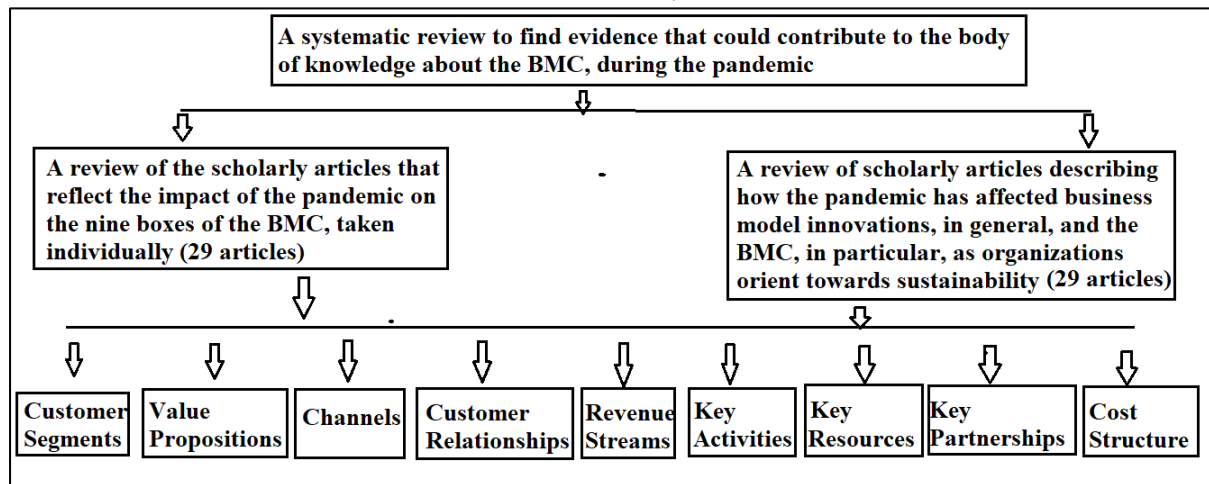 A systematic review to find evidence that could contribute to the body
of knowledge about the BMC, during the pandemic
A review of the scholarly articles that
reflect the impact of the pandemic on
the nine boxes of the BMC, taken
individually (29 articles)
A review of scholarly articles describing
how the pandemic has affected business
model innovations, in general, and the
BMC, in particular, as organizations
orient towards sustainability (29 articles)
Customer
Segments
Value
Propositions
Channels
Customer
Relationships
Revenue
Streams
Key
Activities
Key
Resources
Key
Partnerships
Cost
Structure